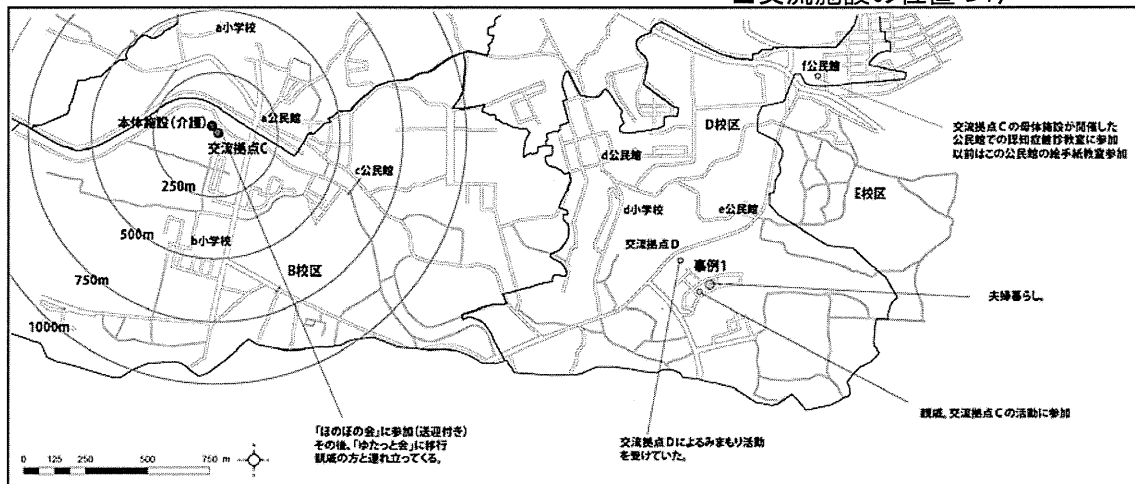 a小学校
本体施設(介護)
交流拠点C
a公民館
c公民館
250m
500m
b小学校
750m
B校区
1000m
D校区
d公民館
d小学校
e公民館
交流拠点D
事例1
f公民館
E校区
交流拠点Cの母体施設が開催した
公民館での認知症健診教室に参加
以前はこの公民館の絵手紙教室参加
夫婦暮らし。
親戚。交流拠点Cの活動に参加
交流拠点Dによるみまもり活動
を受けていた。
「ほのぼの会」に参加(送迎付き)
その後、「ゆたっと会」に移行
親戚の方と連れ立ってくる。
0 125 250 500 750 m